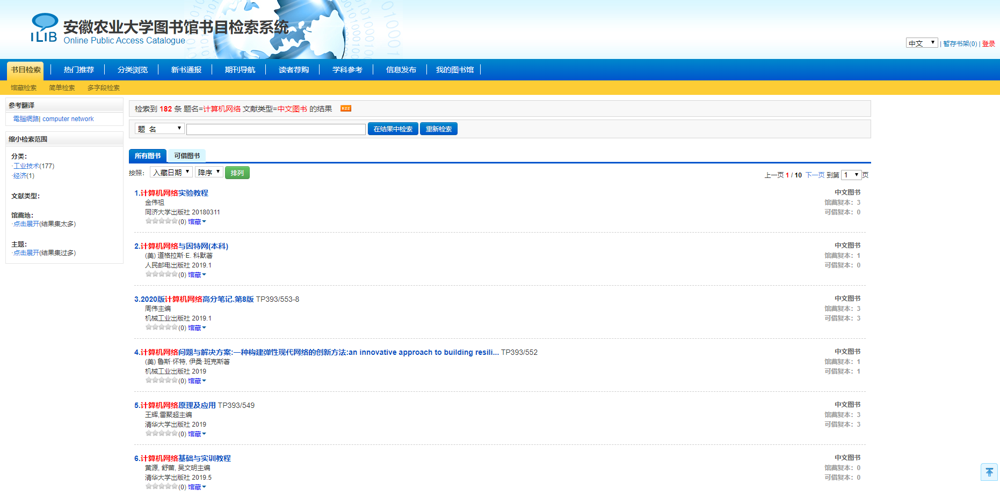 ILIB
安徽农业大学图书馆书目检索系统
Online Public Access Catalogue
中文 | 暂存书架(0) | 登录
书目检索 热门推荐 分类浏览 新书通报 期刊导航 读者荐购 学科参考 信息发布 我的图书馆
馆藏检索 简单检索 多字段检索
参考翻译
電腦網路| computer network
缩小检索范围
分类：
·工业技术(177)
·经济(1)
文献类型：
馆藏地：
·点击展开(结果集太多)
主题：
·点击展开(结果集过多)
检索到 182 条 题名=计算机网络 文献类型=中文图书 的结果 RSS
题 名 在结果中检索 重新检索
所有图书 可借图书
按照： 入藏日期 降序 排列
上一页 1 / 10 下一页 到第 1 页
1.计算机网络实验教程
金伟祖
同济大学出版社 20180311
(0) 馆藏
中文图书
馆藏复本：3
可借复本：0
2.计算机网络与因特网(本科)
(美) 道格拉斯·E. 科默著
人民邮电出版社 2019.1
(0) 馆藏
中文图书
馆藏复本：1
可借复本：0
3.2020版计算机网络高分笔记.第8版 TP393/553-8
周伟主编
机械工业出版社 2019.1
(0) 馆藏
中文图书
馆藏复本：3
可借复本：3
4.计算机网络问题与解决方案:一种构建弹性现代网络的创新方法:an innovative approach to building resili... TP393/552
(美) 鲁斯·怀特, 伊桑·班克斯著
机械工业出版社 2019
(0) 馆藏
中文图书
馆藏复本：1
可借复本：1
5.计算机网络原理及应用 TP393/549
王辉,雷聚超主编
清华大学出版社 2019
(0) 馆藏
中文图书
馆藏复本：3
可借复本：3
6.计算机网络基础与实训教程
黄源, 舒蕾, 吴文明主编
清华大学出版社 2019.5
(0) 馆藏
中文图书
馆藏复本：0
可借复本：0